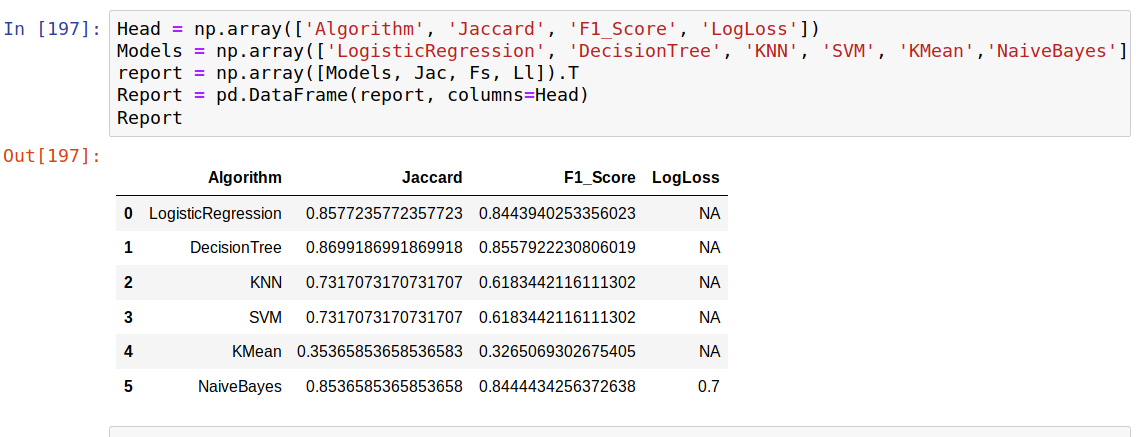 In [197]: Head = np.array(['Algorithm', 'Jaccard', 'F1_Score', 'LogLoss'])
Models = np.array(['LogisticRegression', 'DecisionTree', 'KNN', 'SVM', 'KMean','NaiveBayes']
report = np.array([Models, Jac, Fs, Ll]).T
Report = pd.DataFrame(report, columns=Head)
Report
Out[197]:
Algorithm Jaccard F1_Score LogLoss
0 LogisticRegression 0.8577235772357723 0.8443940253356023 NA
1 DecisionTree 0.8699186991869918 0.8557922230806019 NA
2 KNN 0.7317073170731707 0.6183442116111302 NA
3 SVM 0.7317073170731707 0.6183442116111302 NA
4 KMean 0.35365853658536583 0.3265069302675405 NA
5 NaiveBayes 0.8536585365853658 0.8444434256372638 0.7